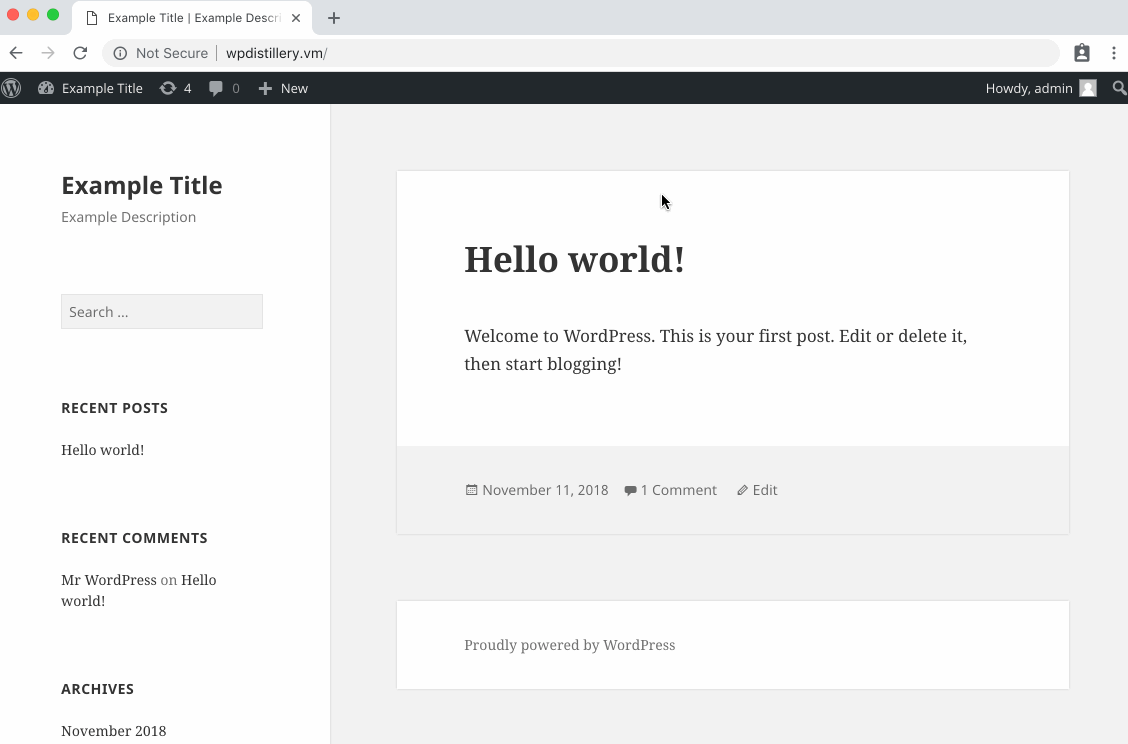 Example Title | Example Descri
Not Secure | wpdistillery.vm/
Example Title 4 0 New Howdy, admin
Example Title
Example Description
Search ...
RECENT POSTS
Hello world!
RECENT COMMENTS
Mr WordPress on Hello
world!
ARCHIVES
November 2018
Hello world!
Welcome to WordPress. This is your first post. Edit or delete it,
then start blogging!
November 11, 2018 1 Comment Edit
Proudly powered by WordPress